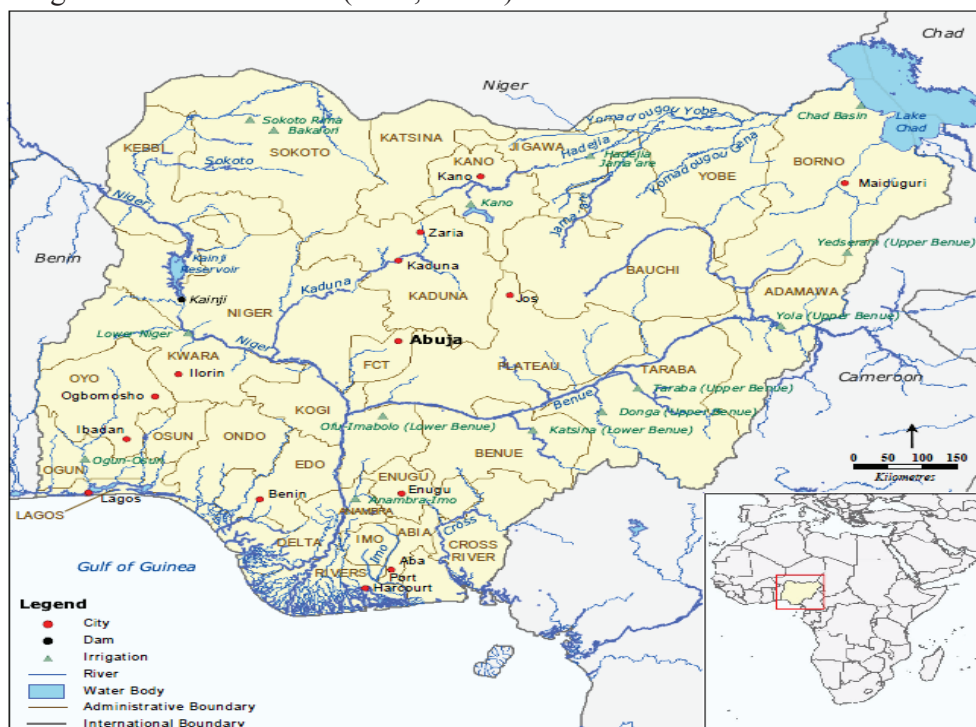 Chad
Niger
Komadougou Yobe
Chad Basin
Lake
Chad
Sokoto Rima
Bakalori
KATSINA
JIGAWA
KEBBI
SOKOTO
KANO
Hadejia
Hadejia
Jama'are
Komadougou Gena
BORNO
Sokoto
Kano
YOBE
Maiduguri
Niger
Kano
Jama'are
Zaria
Yedseram (Upper Benue)
Benin
Kainji
Reservoir
Kaduna
BAUCHI
Kaduna
KADUNA
Jos
ADAMAWA
Kainji
NIGER
Yola (Upper Benue)
Lower Niger
Niger
Abuja
KWARA
FCT
PLATEAU
TARABA
Cameroon
OYO
Ilorin
Taraba (Upper Benue)
Ogbomosho
Benue
KOGI
Donga (Upper Benue)
Ofu-Imabolo (Lower Benue)
Katsina (Lower Benue)
Ibadan
OSUN
ONDO
BENUE
OGUN
Ogun-Osun
EDO
ENUGU
0 50 100 150
Kilometres
Lagos
Benin
Enugu
Anambra-Imo
LAGOS
ANAMBRA
Cross
DELTA
IMO
ABIA
CROSS
RIVER
Imo
Gulf of Guinea
RIVERS
Aba
Port
Harcourt
Legend
City
Dam
Irrigation
River
Water Body
Administrative Boundary
International Boundary